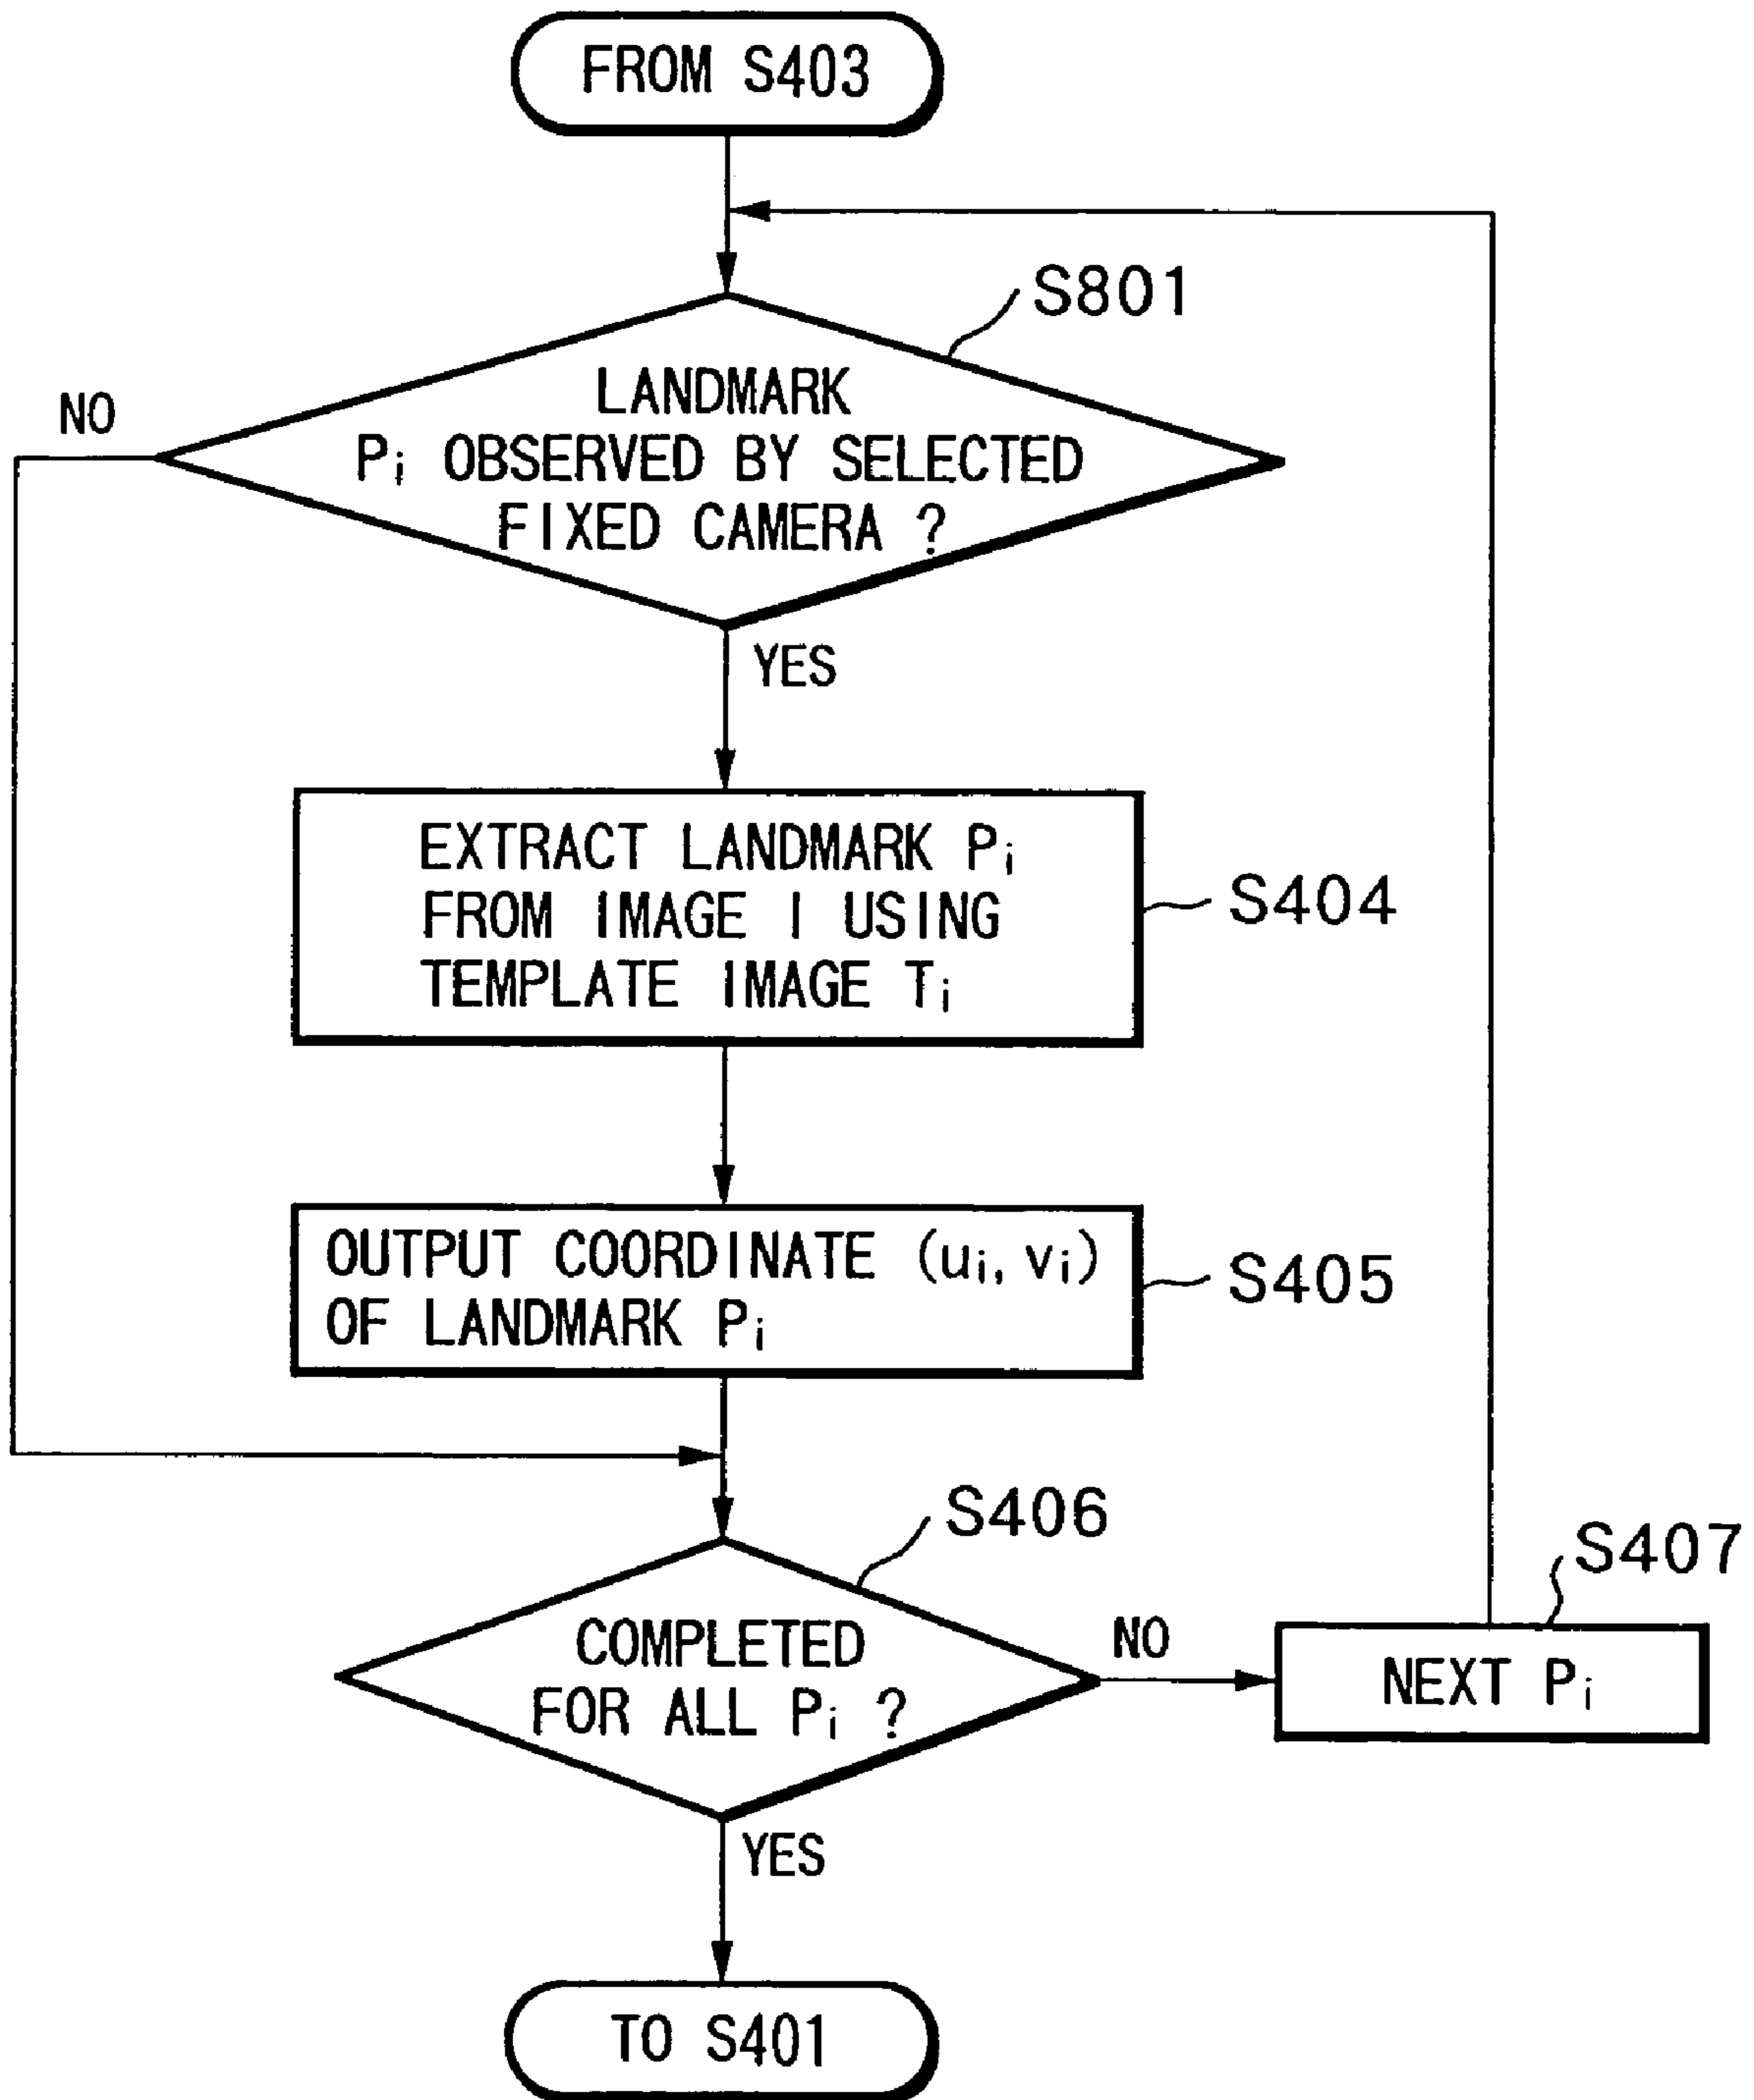 FROM S403
S801
LANDMARK
Pi OBSERVED BY SELECTED
FIXED CAMERA ?
NO
YES
EXTRACT LANDMARK Pi
FROM IMAGE I USING
TEMPLATE IMAGE Ti
S404
OUTPUT COORDINATE (ui, vi)
OF LANDMARK Pi
S405
S406
COMPLETED
FOR ALL Pi ?
NO
S407
NEXT Pi
YES
TO S401